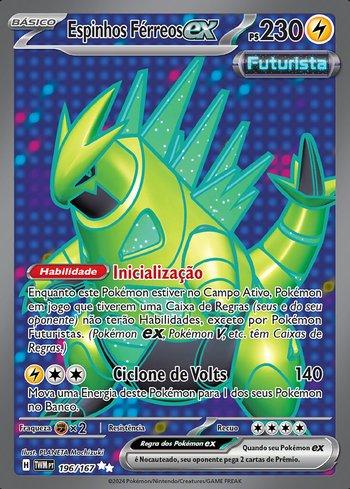 BÁSICO
Espinhos Férreos ex PS 230
Futurista
Habilidade Inicialização
Enquanto este Pokémon estiver no Campo Ativo, Pokémon
em jogo que tiverem uma Caixa de Regras (seus e do seu
oponente) não terão Habilidades, exceto por Pokémon
Futuristas. (Pokémon ex, Pokémon V, etc. têm Caixas de
Regras.)
Ciclone de Volts 140
Mova uma Energia deste Pokémon para 1 dos seus Pokémon
no Banco.
Fraqueza x2 Resistência Recuo
Ilust. PLANETA Mochizuki
Regra dos Pokémon ex
Quando seu Pokémon ex
é Nocauteado, seu oponente pega 2 cartas de Prêmio.
H TWM PT 196/167
©2024 Pokémon/Nintendo/Creatures/GAME FREAK